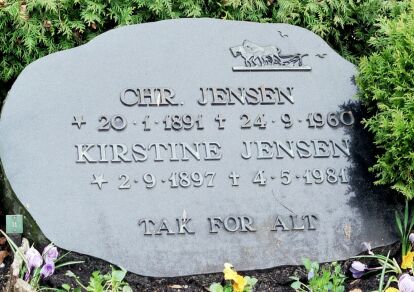 CHR. JENSEN
* 20·1·1891 † 24·9·1960
KIRSTINE JENSEN
* 2·9·1897 † 4·5·1981
TAK FOR ALT